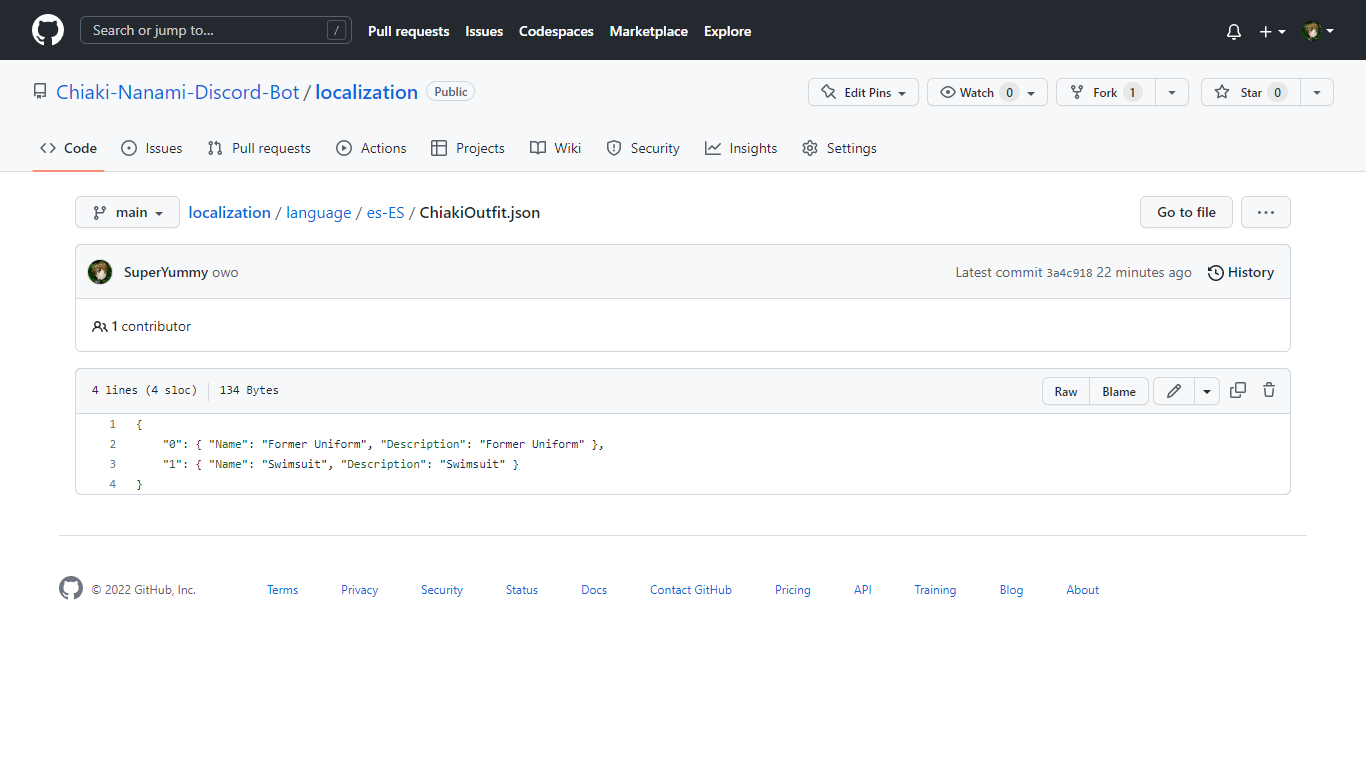 Search or jump to... /
Pull requests Issues Codespaces Marketplace Explore
Chiaki-Nanami-Discord-Bot / localization Public
Edit Pins Watch 0 Fork 1 Star 0
Code Issues Pull requests Actions Projects Wiki Security Insights Settings
main localization / language / es-ES / ChiakiOutfit.json Go to file ...
SuperYummy owo Latest commit 3a4c918 22 minutes ago History
1 contributor
4 lines (4 sloc) 134 Bytes Raw Blame
1 {
2 "0": { "Name": "Former Uniform", "Description": "Former Uniform" },
3 "1": { "Name": "Swimsuit", "Description": "Swimsuit" }
4 }
© 2022 GitHub, Inc. Terms Privacy Security Status Docs Contact GitHub Pricing API Training Blog About